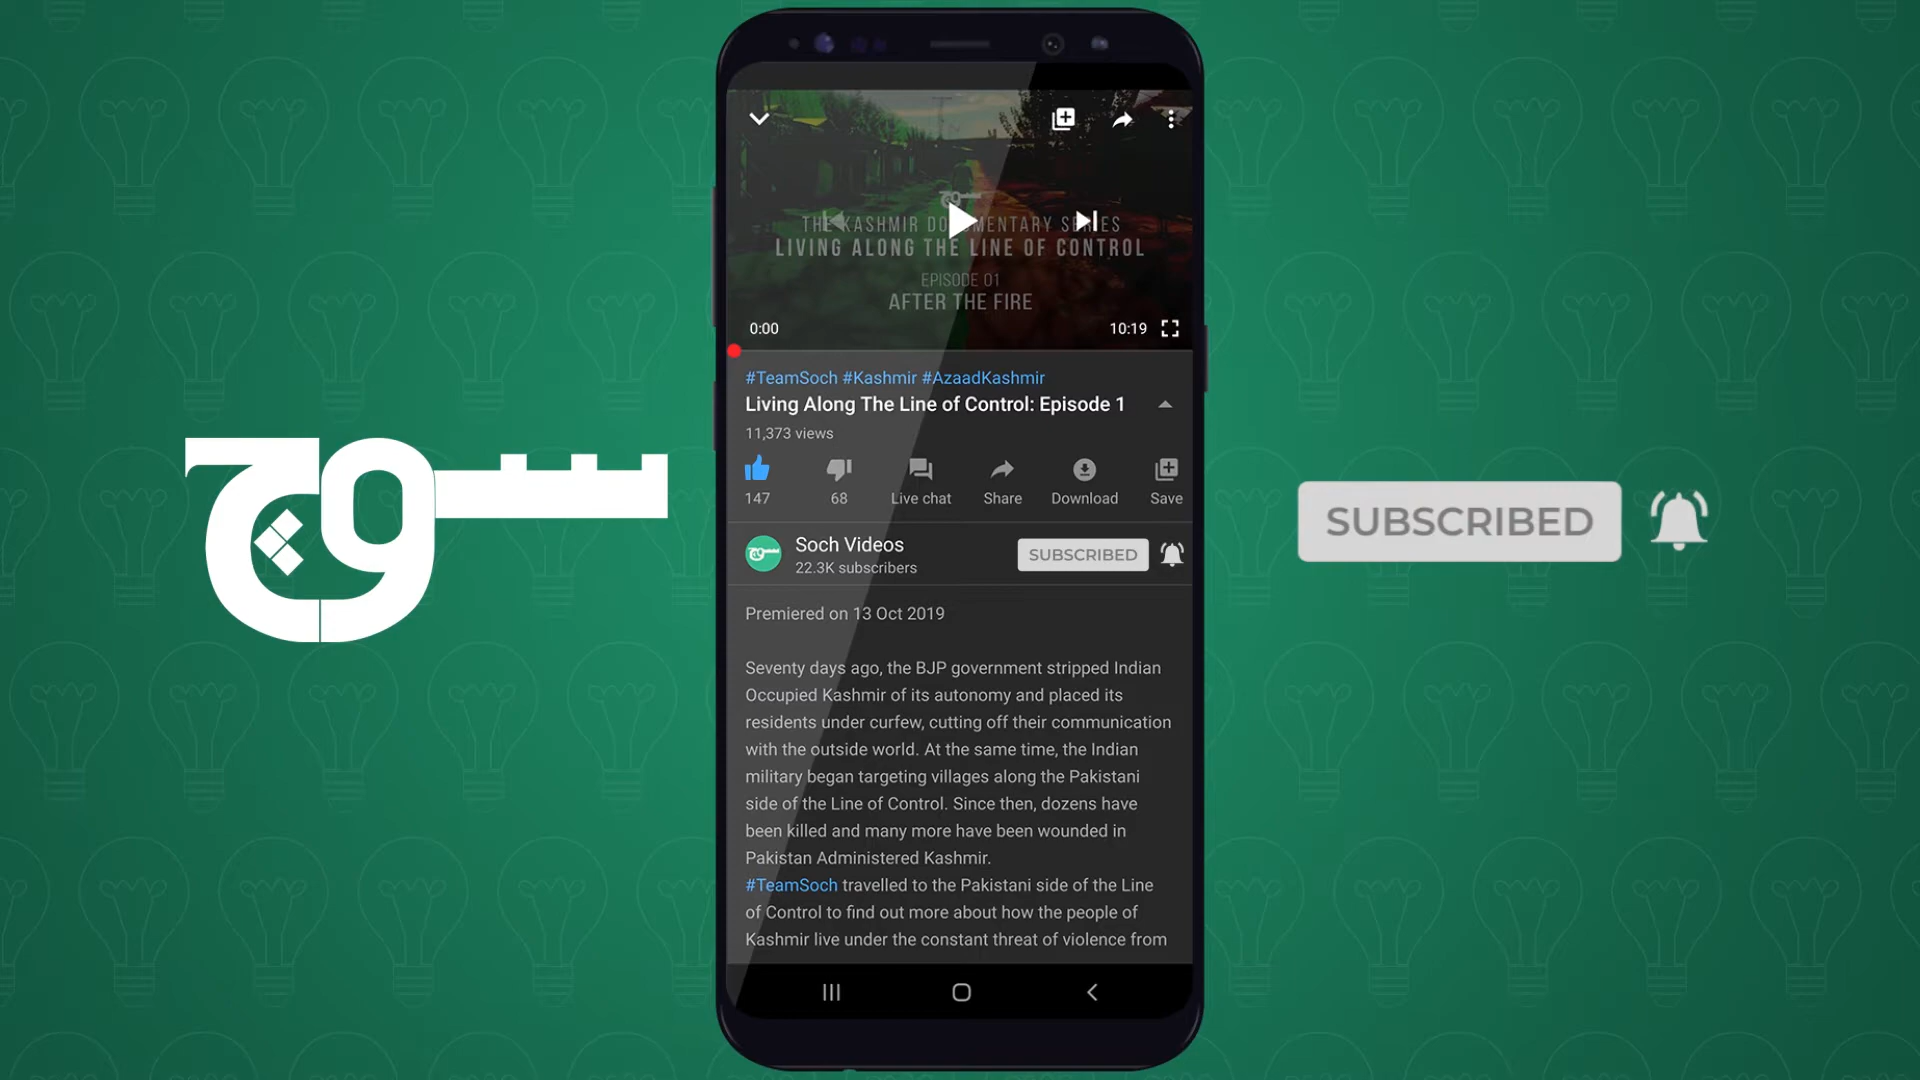 سوچ
THE KASHMIR DOCUMENTARY SERIES
LIVING ALONG THE LINE OF CONTROL
EPISODE 01
AFTER THE FIRE
0:00
10:19
#TeamSoch #Kashmir #AzaadKashmir
Living Along The Line of Control: Episode 1
11,373 views
147
68
Live chat
Share
Download
Save
سوچ
Soch Videos
22.3K subscribers
SUBSCRIBED
SUBSCRIBED
Premiered on 13 Oct 2019
Seventy days ago, the BJP government stripped Indian
Occupied Kashmir of its autonomy and placed its
residents under curfew, cutting off their communication
with the outside world. At the same time, the Indian
military began targeting villages along the Pakistani
side of the Line of Control. Since then, dozens have
been killed and many more have been wounded in
Pakistan Administered Kashmir.
#TeamSoch travelled to the Pakistani side of the Line
of Control to find out more about how the people of
Kashmir live under the constant threat of violence from